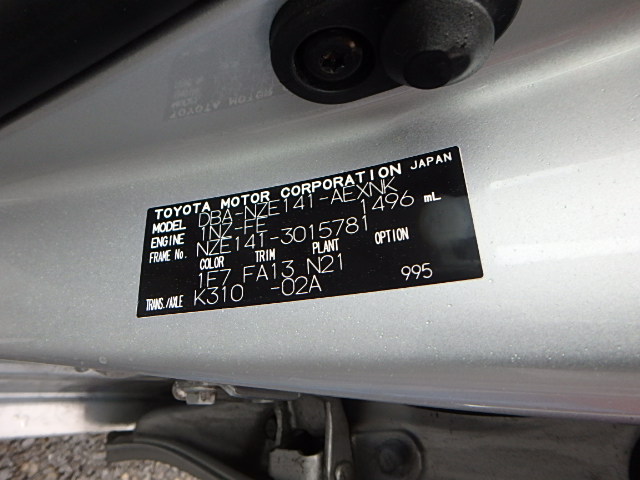 TOYOTA MOTOR CORPORATION JAPAN
MODEL DBA-NZE141-AEXNK
ENGINE 1NZ-FE 1496 mL
FRAME No. NZE141-3015781
COLOR TRIM PLANT OPTION
1E7 FA13 N21 995
TRANS./AXLE K310 -02A